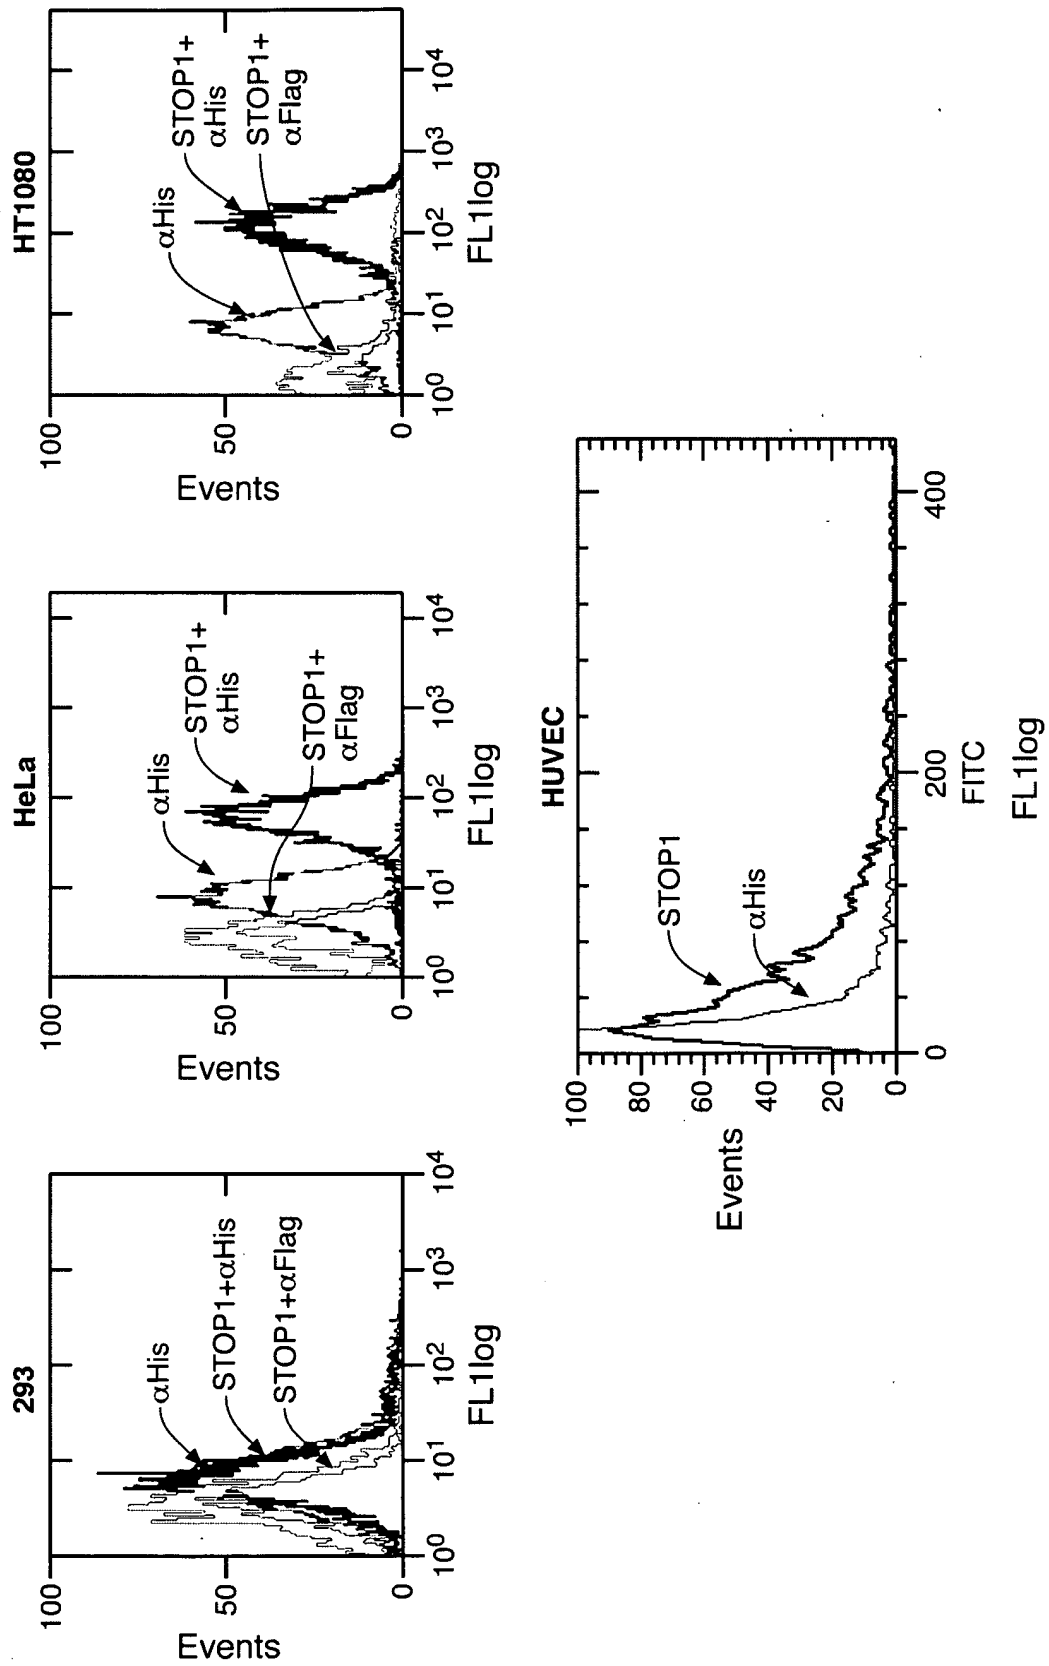 293
100
50
0
Events
αHis
STOP1+αHis
STOP1+αFlag
10⁰
10¹
10²
10³
10⁴
FL1log
HeLa
100
50
0
Events
αHis
STOP1+
αHis
STOP1+
αFlag
10⁰
10¹
10²
10³
10⁴
FL1log
HT1080
100
50
0
Events
αHis
STOP1+
αHis
STOP1+
αFlag
10⁰
10¹
10²
10³
10⁴
FL1log
HUVEC
100
80
60
40
20
0
Events
STOP1
αHis
0
200
400
FITC
FL1log